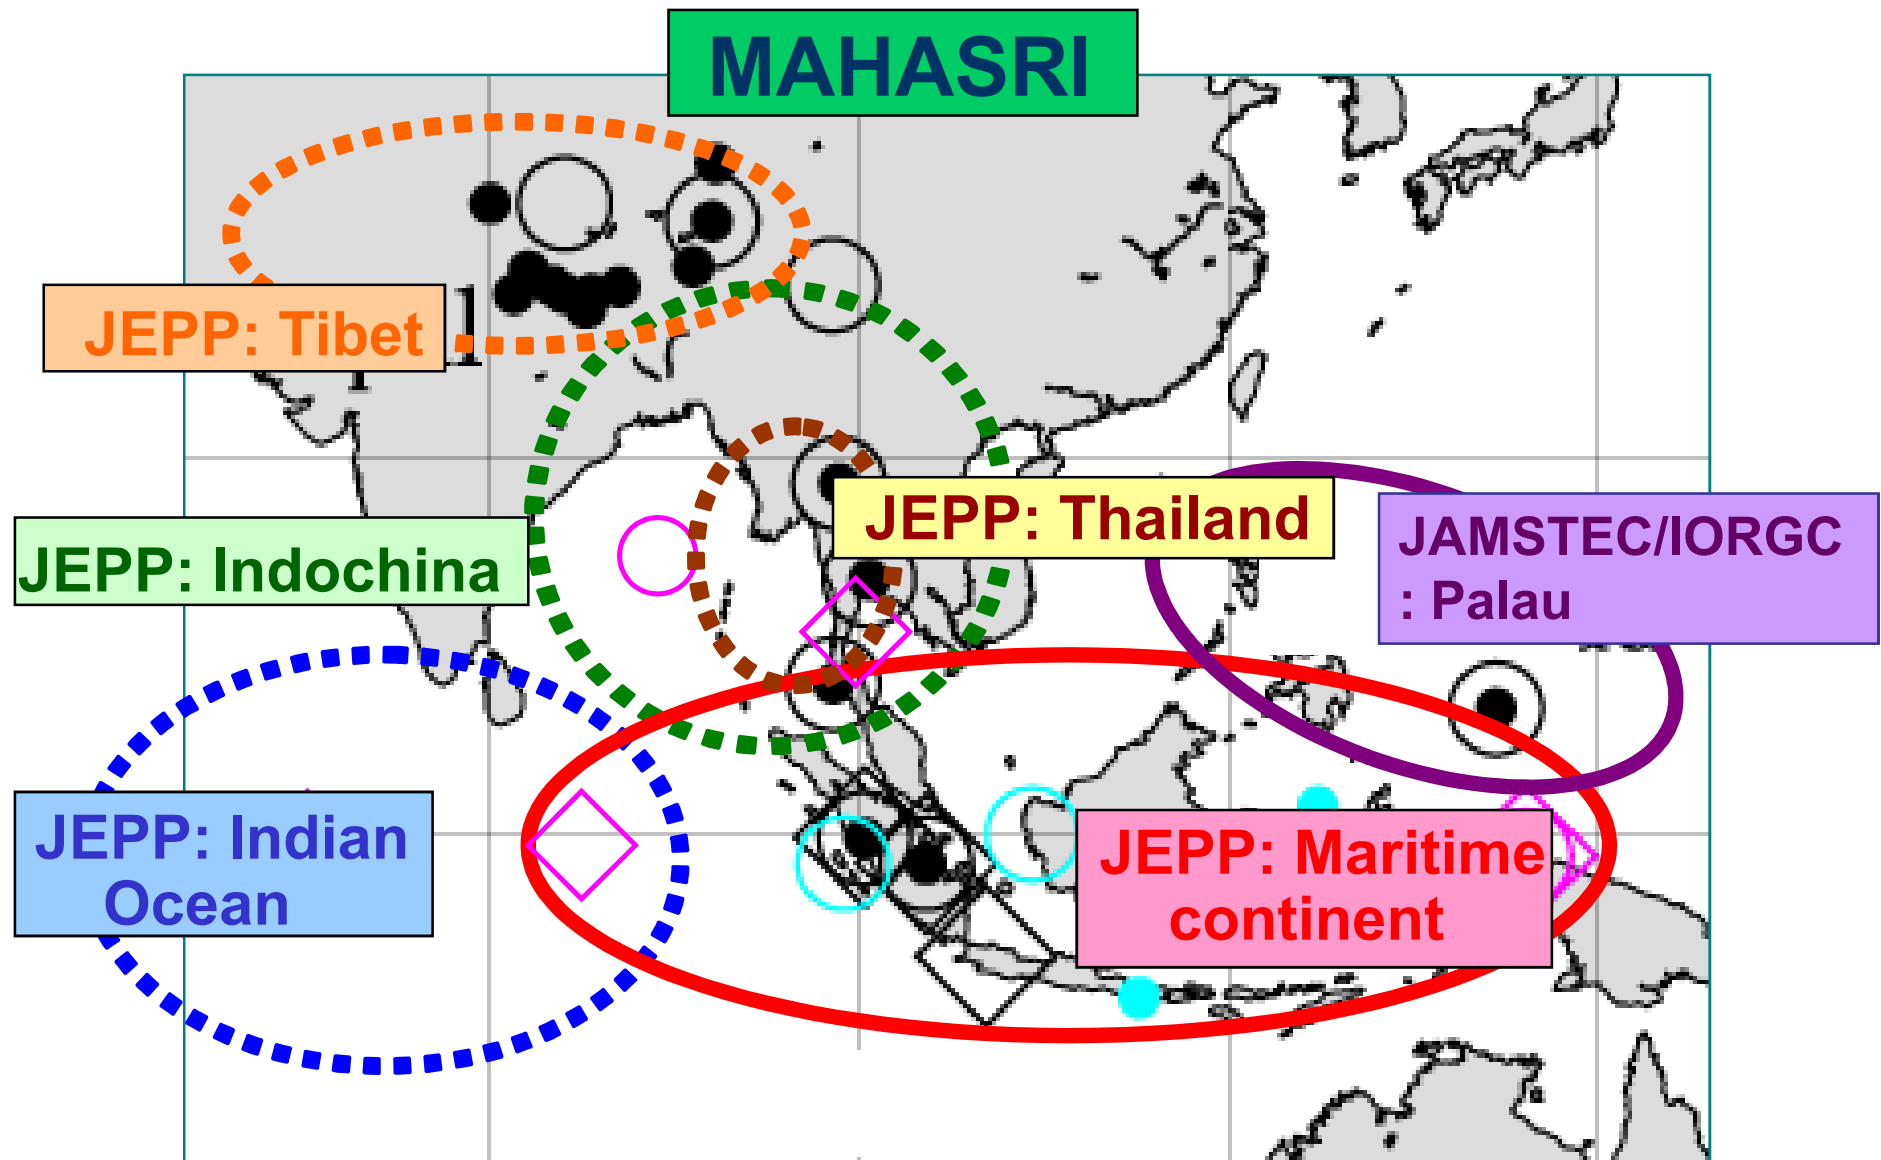 MAHASRI
JEPP: Tibet
JEPP: Thailand
JAMSTEC/IORGC
: Palau
JEPP: Indochina
JEPP: Indian
Ocean
JEPP: Maritime
continent